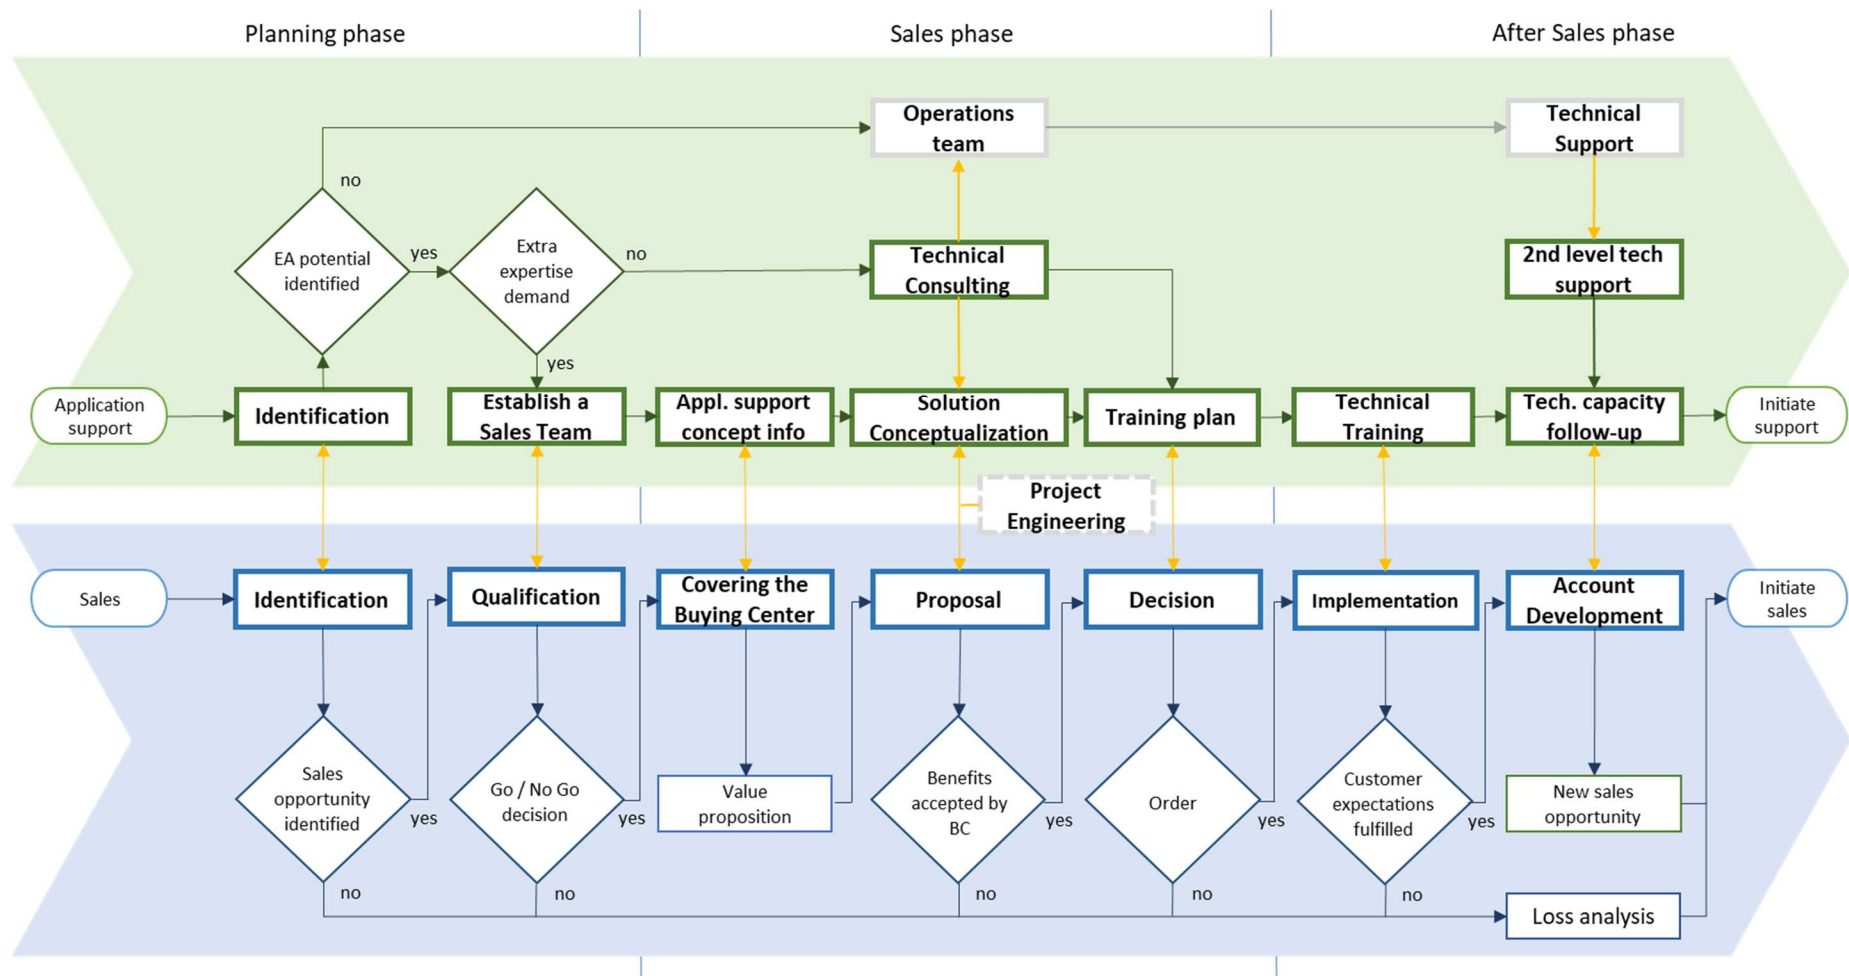 Planning phase
Sales phase
After Sales phase
Operations
team
Technical
Support
no
EA potential
identified
yes
Extra
expertise
demand
no
Technical
Consulting
2nd level tech
support
yes
Application
support
Identification
Establish a
Sales Team
Appl. support
concept info
Solution
Conceptualization
Training plan
Technical
Training
Tech. capacity
follow-up
Initiate
support
Project
Engineering
Sales
Identification
Qualification
Covering the
Buying Center
Proposal
Decision
Implementation
Account
Development
Initiate
sales
Sales
opportunity
identified
yes
Go / No Go
decision
yes
Value
proposition
Benefits
accepted by
BC
yes
Order
yes
Customer
expectations
fulfilled
yes
New sales
opportunity
no
no
no
no
no
Loss analysis